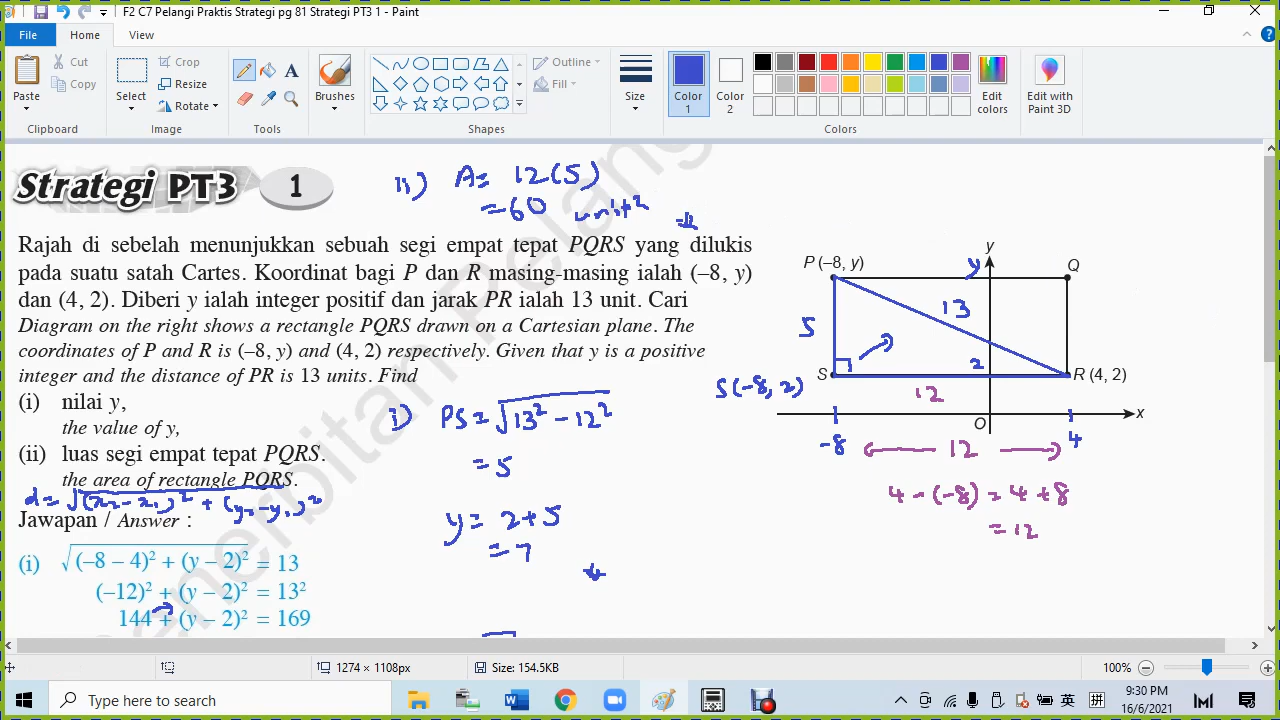 F2 C7 Pelangi Praktis Strategi pg 81 Strategi PT3 1 - Paint
File
Home
View
Paste
Cut
Copy
Clipboard
Select
Crop
Resize
Rotate
Image
Tools
Brushes
Outline
Fill
Shapes
Size
Color 1
Color 2
Colors
Edit colors
Edit with Paint 3D
Strategi PT3 1
ii) A = 12(5)
= 60 unit2
Rajah di sebelah menunjukkan sebuah segi empat tepat PQRS yang dilukis
pada suatu satah Cartes. Koordinat bagi P dan R masing-masing ialah (–8, y)
dan (4, 2). Diberi y ialah integer positif dan jarak PR ialah 13 unit. Cari
Diagram on the right shows a rectangle PQRS drawn on a Cartesian plane. The
coordinates of P and R is (–8, y) and (4, 2) respectively. Given that y is a positive
integer and the distance of PR is 13 units. Find
(i) nilai y,
the value of y,
(ii) luas segi empat tepat PQRS.
the area of rectangle PQRS.
d = √(x₂ – x₁)² + (y₂ – y₁)²
Jawapan / Answer :
(i) √(–8 – 4)² + (y – 2)² = 13
(–12)² + (y – 2)² = 13²
144 + (y – 2)² = 169
i) PS = √13² – 12²
= 5
y = 2 + 5
= 7
y
P (–8, y)
y
Q
5
13
2
S
S(-8, 2)
R (4, 2)
12
O
x
-8
12
4
4 - (-8) = 4 + 8
= 12
penerbitan Pelangi
1274 × 1108px
Size: 154.5KB
100%
Type here to search
英
拼
9:30 PM
16/6/2021